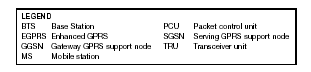 LEGEND
BTS Base Station PCU Packet control unit
EGPRS Enhanced GPRS SGSN Serving GPRS support node
GGSN Gateway GPRS support node TRU Transceiver unit
MS Mobile station